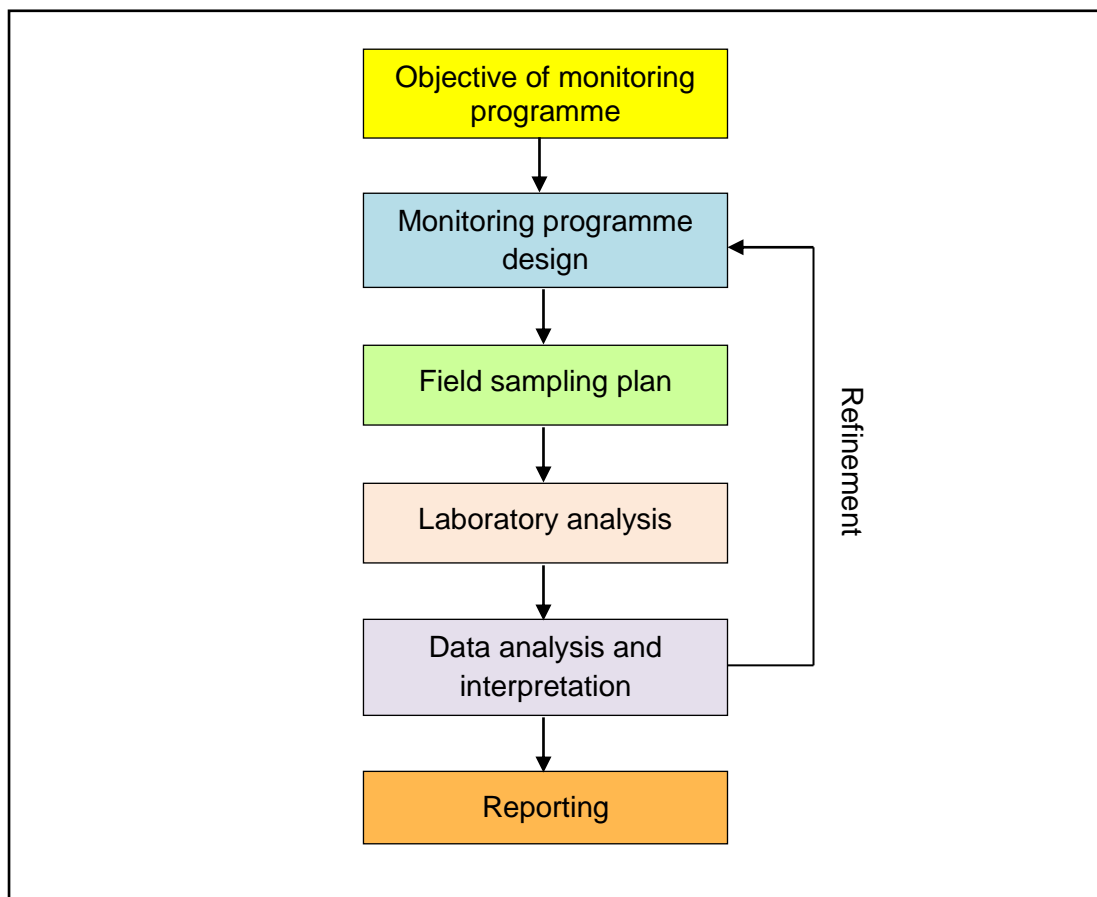 Objective of monitoring
programme
Monitoring programme
design
Field sampling plan
Refinement
Laboratory analysis
Data analysis and
interpretation
Reporting